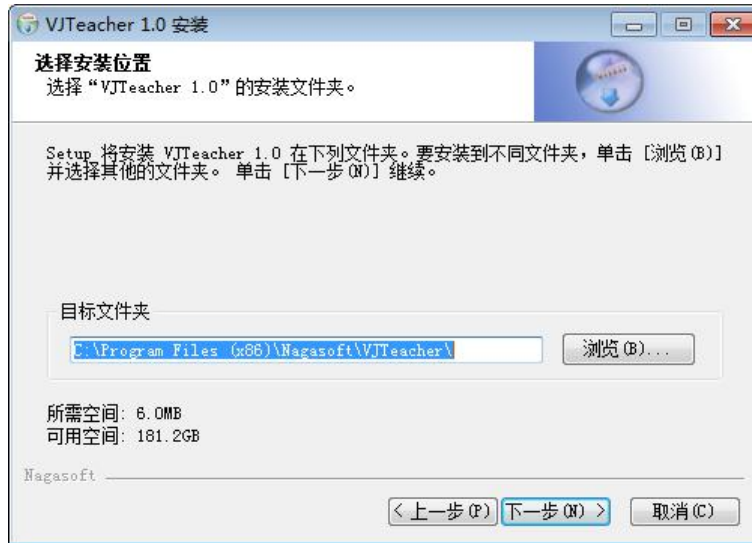 VJTeacher 1.0 安装
选择安装位置
选择“VJTeacher 1.0”的安装文件夹。
Setup 将安装 VJTeacher 1.0 在下列文件夹。要安装到不同文件夹，单击 [浏览(B)]
并选择其他的文件夹。 单击 [下一步(N)] 继续。
目标文件夹
C:\Program Files (x86)\Nagasoft\VJTeacher\
浏览(B)...
所需空间: 6.0MB
可用空间: 181.2GB
Nagasoft
< 上一步(P) 下一步(N) > 取消(C)